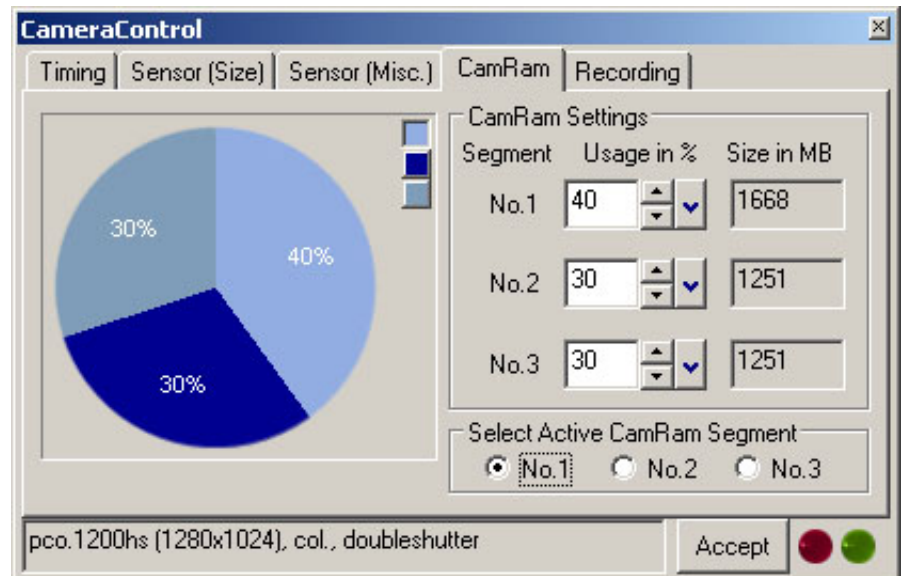 CameraControl
Timing Sensor (Size) Sensor (Misc.) CamRam Recording
30%
40%
30%
CamRam Settings
Segment Usage in % Size in MB
No.1 40 1668
No.2 30 1251
No.3 30 1251
Select Active CamRam Segment
No.1 No.2 No.3
pco.1200hs (1280x1024), col., doubleshutter
Accept